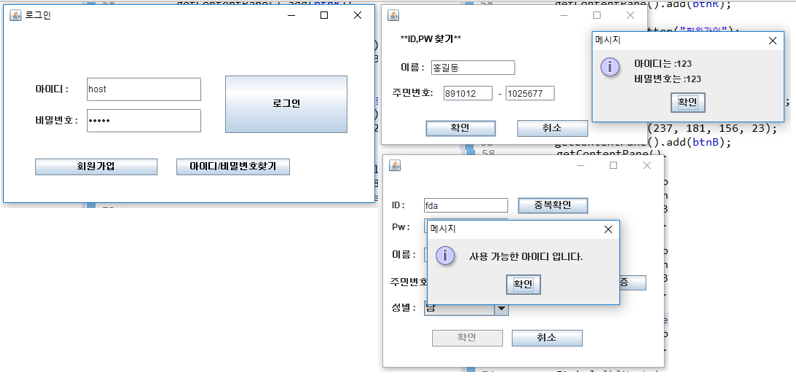 로그인
아이디 :
host
비밀번호 :
•••••
로그인
회원가입
아이디/비밀번호찾기
**ID,PW 찾기**
이름 :
홍길동
주민번호:
891012
-
1025677
확인
취소
메시지
아이디는 :123
비밀번호는 :123
확인
ID :
fda
중복확인
Pw :
이름 :
주민번호
성별 :
남
확인
취소
메시지
사용 가능한 아이디 입니다.
확인
58
getContentPane().add(btnR);
(237, 181, 156, 23);
getContentPane().add(btnB);
58
getContentPane().